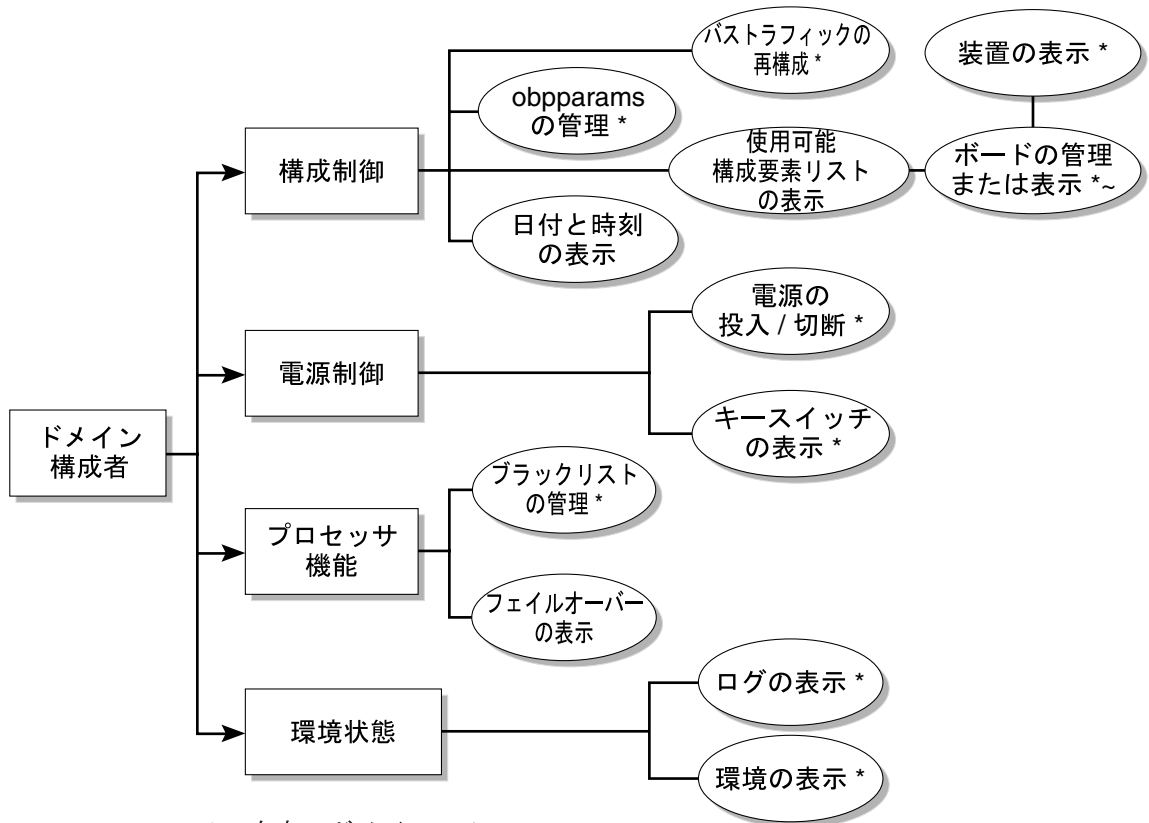 バストラフィックの
再構成 *
装置の表示 *
obpparams
の管理 *
構成制御
使用可能
構成要素リスト
の表示
ボードの管理
または表示 *~
日付と時刻
の表示
電源の
投入 / 切断 *
電源制御
キースイッチ
の表示 *
ドメイン
構成者
ブラックリスト
の管理 *
プロセッサ
機能
フェイルオーバー
の表示
ログの表示 *
環境状態
環境の表示 *